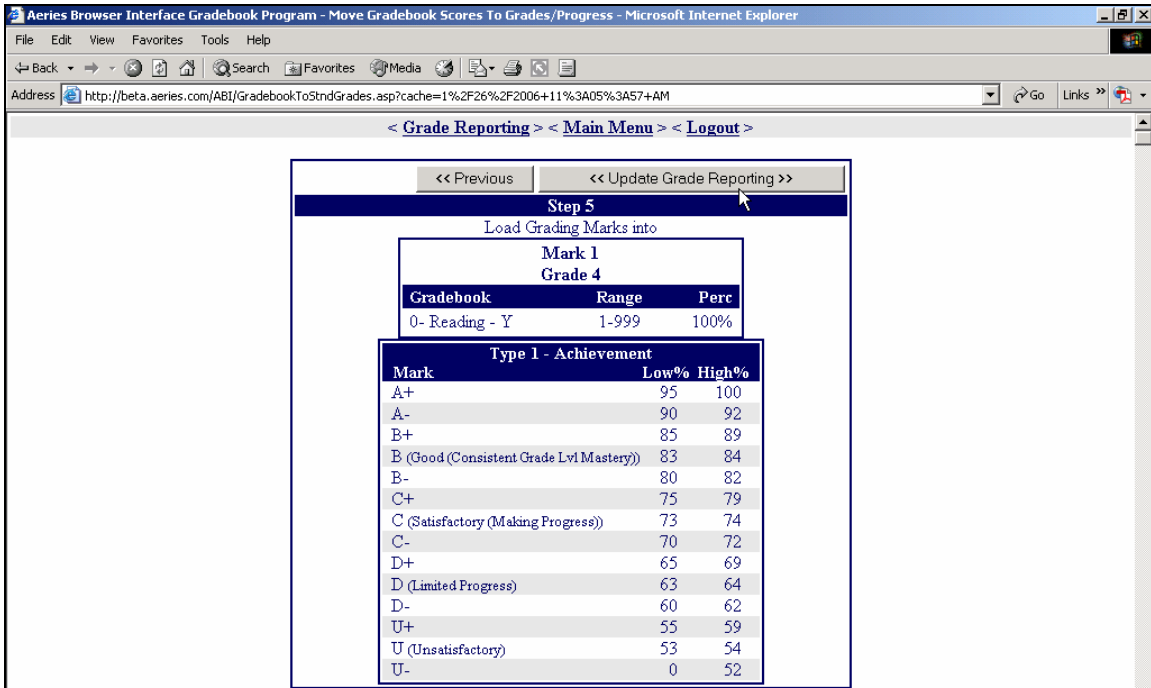 Aeries Browser Interface Gradebook Program - Move Gradebook Scores To Grades/Progress - Microsoft Internet Explorer
File Edit View Favorites Tools Help
Back Search Favorites Media
Address http://beta.aeries.com/ABI/GradebookToStndGrades.asp?cache=1%2F26%2F2006+11%3A05%3A57+AM Go Links »
< Grade Reporting > < Main Menu > < Logout >
<< Previous << Update Grade Reporting >>
Step 5
Load Grading Marks into
Mark 1
Grade 4
Gradebook Range Perc
0- Reading - Y 1-999 100%
Type 1 - Achievement
Mark Low% High%
A+ 95 100
A- 90 92
B+ 85 89
B (Good (Consistent Grade Lvl Mastery)) 83 84
B- 80 82
C+ 75 79
C (Satisfactory (Making Progress)) 73 74
C- 70 72
D+ 65 69
D (Limited Progress) 63 64
D- 60 62
U+ 55 59
U (Unsatisfactory) 53 54
U- 0 52